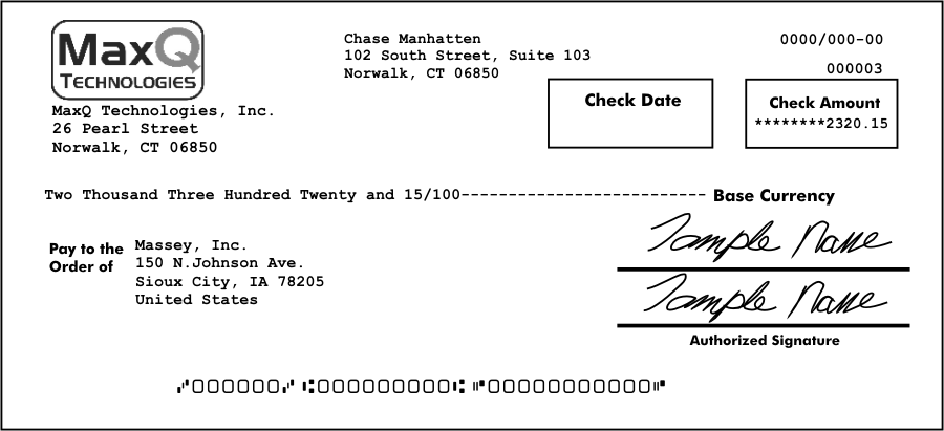 MaxQ
TECHNOLOGIES
MaxQ Technologies, Inc.
26 Pearl Street
Norwalk, CT 06850
Chase Manhatten
102 South Street, Suite 103
Norwalk, CT 06850
0000/000-00
000003
Check Date
Check Amount
********2320.15
Two Thousand Three Hundred Twenty and 15/100-------------------------- Base Currency
Pay to the
Order of
Massey, Inc.
150 N.Johnson Ave.
Sioux City, IA 78205
United States
Tample Name
Tample Name
Authorized Signature
⑈000000⑈ ⑆000000000⑆ ⑈00000000000⑈